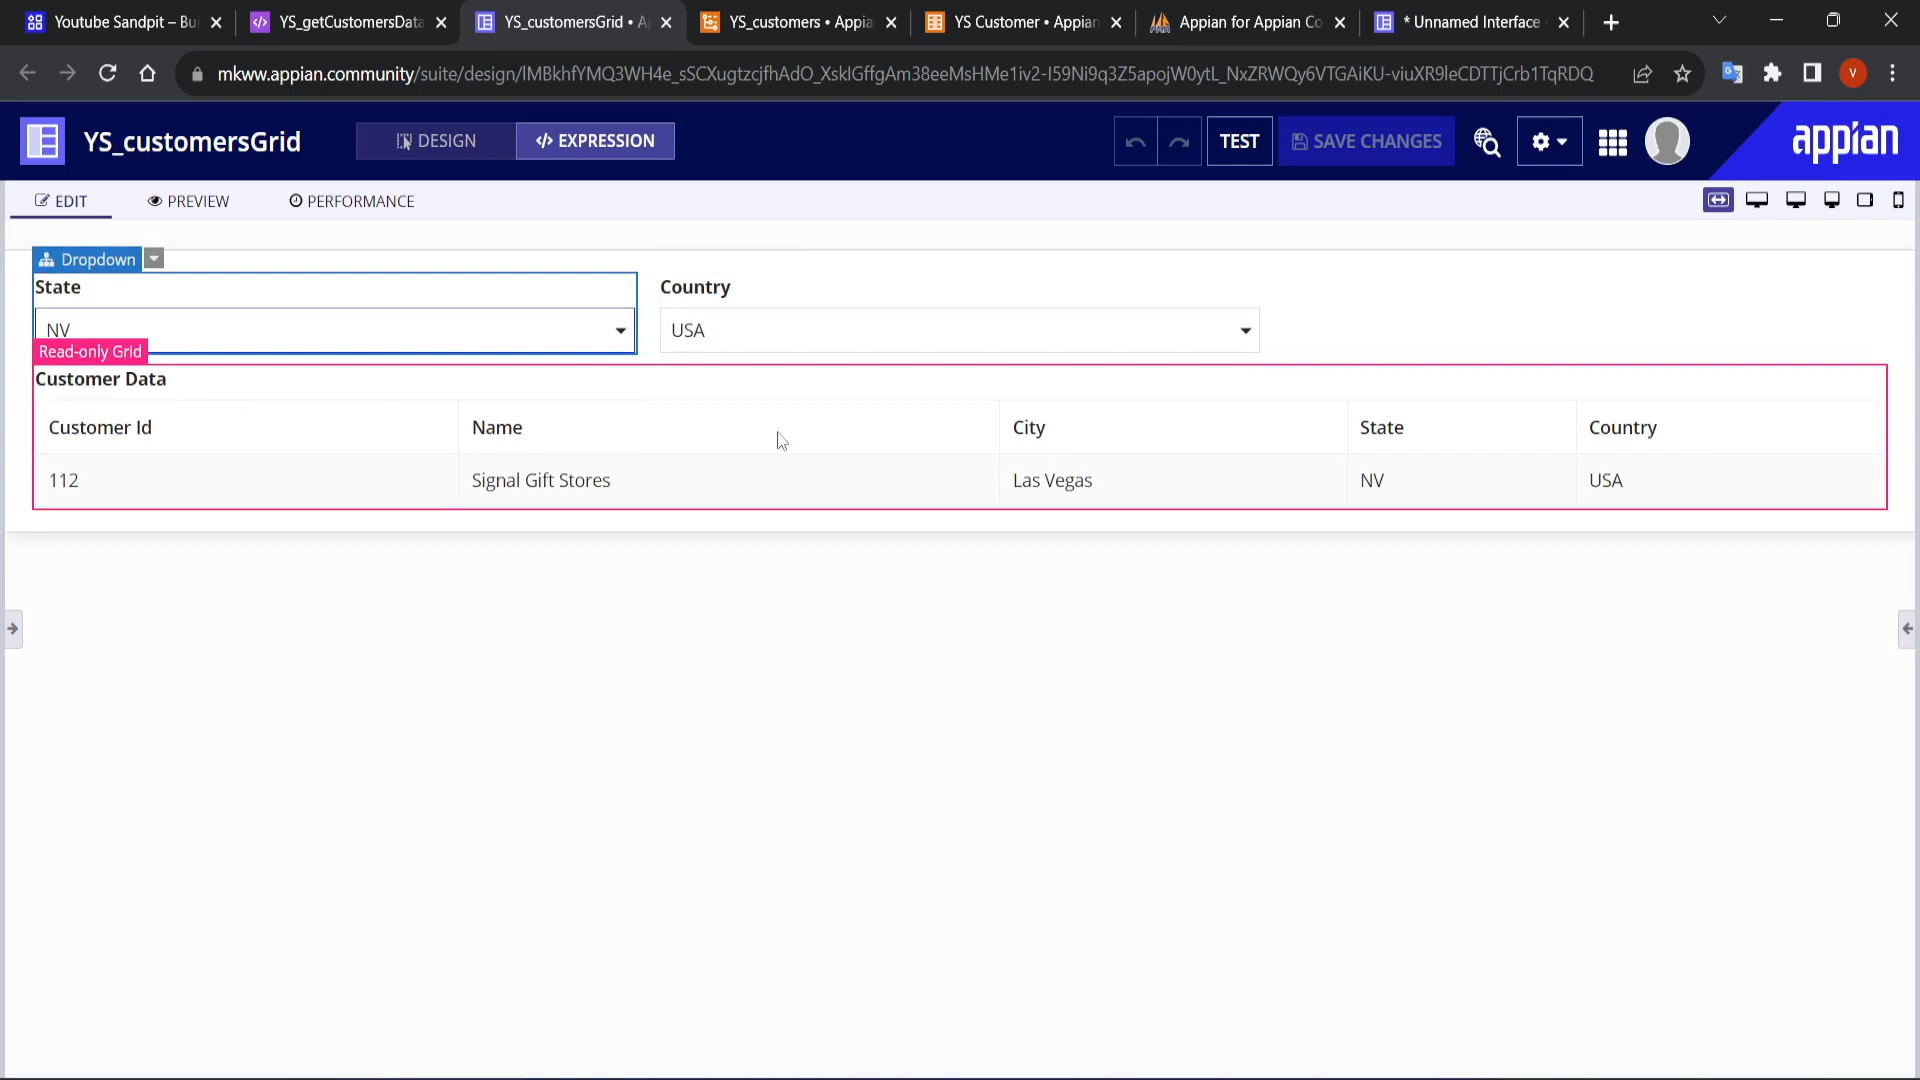 Youtube Sandpit – Bui
YS_getCustomersData
YS_customersGrid • A
YS_customers • Appia
YS Customer • Appian
Appian for Appian Co
* Unnamed Interface
mkww.appian.community/suite/design/lMBkhfYMQ3WH4e_sSCXugtzcjfhAdO_XsklGffgAm38eeMsHMe1iv2-I59Ni9q3Z5apojW0ytL_NxZRWQy6VTGAiKU-viuXR9leCDTTjCrb1TqRDQ
V
YS_customersGrid
DESIGN
EXPRESSION
TEST
SAVE CHANGES
appian
EDIT
PREVIEW
PERFORMANCE
Dropdown
State
Country
NV
USA
Read-only Grid
Customer Data
Customer Id
Name
City
State
Country
112
Signal Gift Stores
Las Vegas
NV
USA